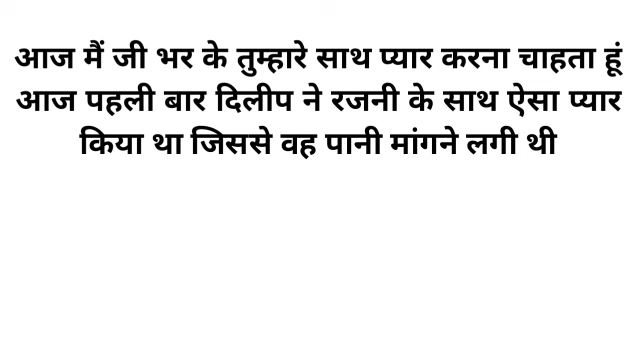 आज मैं जी भर के तुम्हारे साथ प्यार करना चाहता हूं
आज पहली बार दिलीप ने रजनी के साथ ऐसा प्यार
किया था जिससे वह पानी मांगने लगी थी